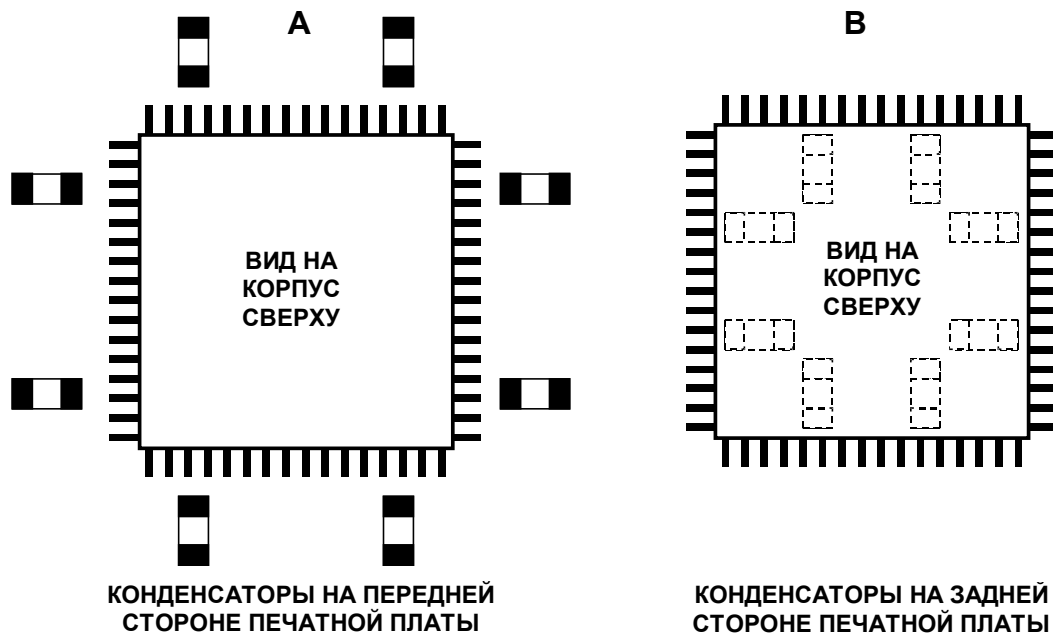 A
B
ВИД НА
КОРПУС
СВЕРХУ
ВИД НА
КОРПУС
СВЕРХУ
КОНДЕНСАТОРЫ НА ПЕРЕДНЕЙ
СТОРОНЕ ПЕЧАТНОЙ ПЛАТЫ
КОНДЕНСАТОРЫ НА ЗАДНЕЙ
СТОРОНЕ ПЕЧАТНОЙ ПЛАТЫ